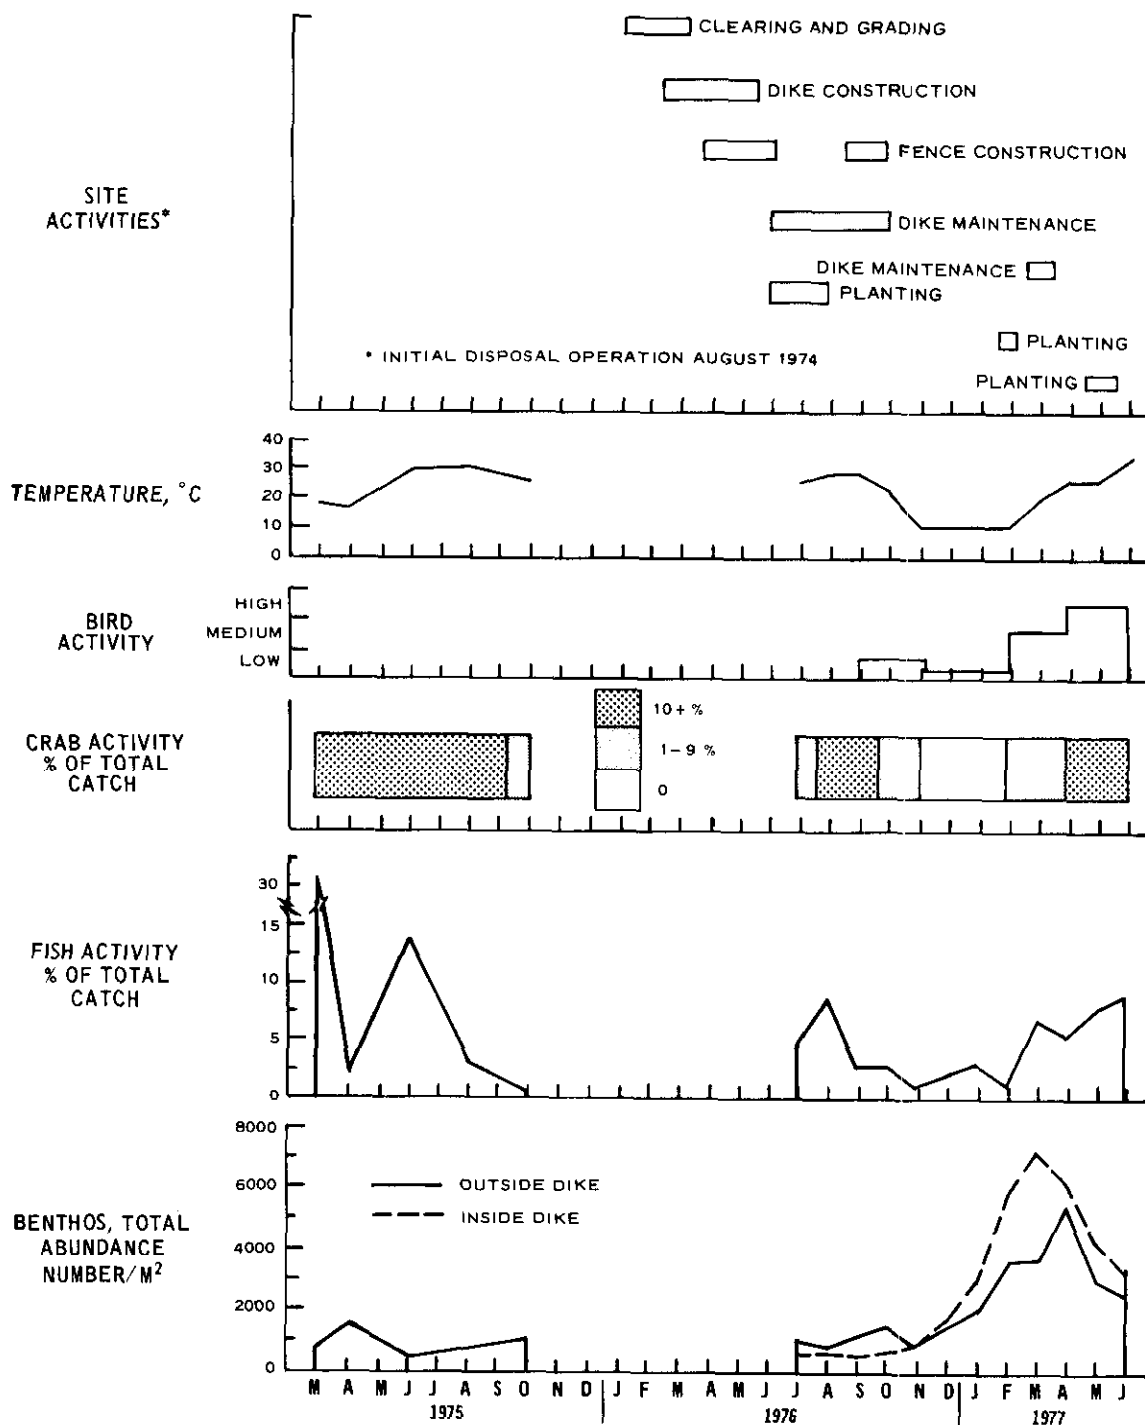 CLEARING AND GRADING
DIKE CONSTRUCTION
FENCE CONSTRUCTION
SITE
ACTIVITIES*
DIKE MAINTENANCE
DIKE MAINTENANCE
PLANTING
PLANTING
* INITIAL DISPOSAL OPERATION AUGUST 1974
PLANTING
TEMPERATURE, °C
40
30
20
10
0
BIRD
ACTIVITY
HIGH
MEDIUM
LOW
CRAB ACTIVITY
% OF TOTAL
CATCH
10+ %
1-9 %
0
FISH ACTIVITY
% OF TOTAL
CATCH
30
15
10
5
0
BENTHOS, TOTAL
ABUNDANCE
NUMBER/M²
8000
6000
4000
2000
0
OUTSIDE DIKE
INSIDE DIKE
M A M J J A S O N D J F M A M J J A S O N D J F M A M J
1975 1976 1977